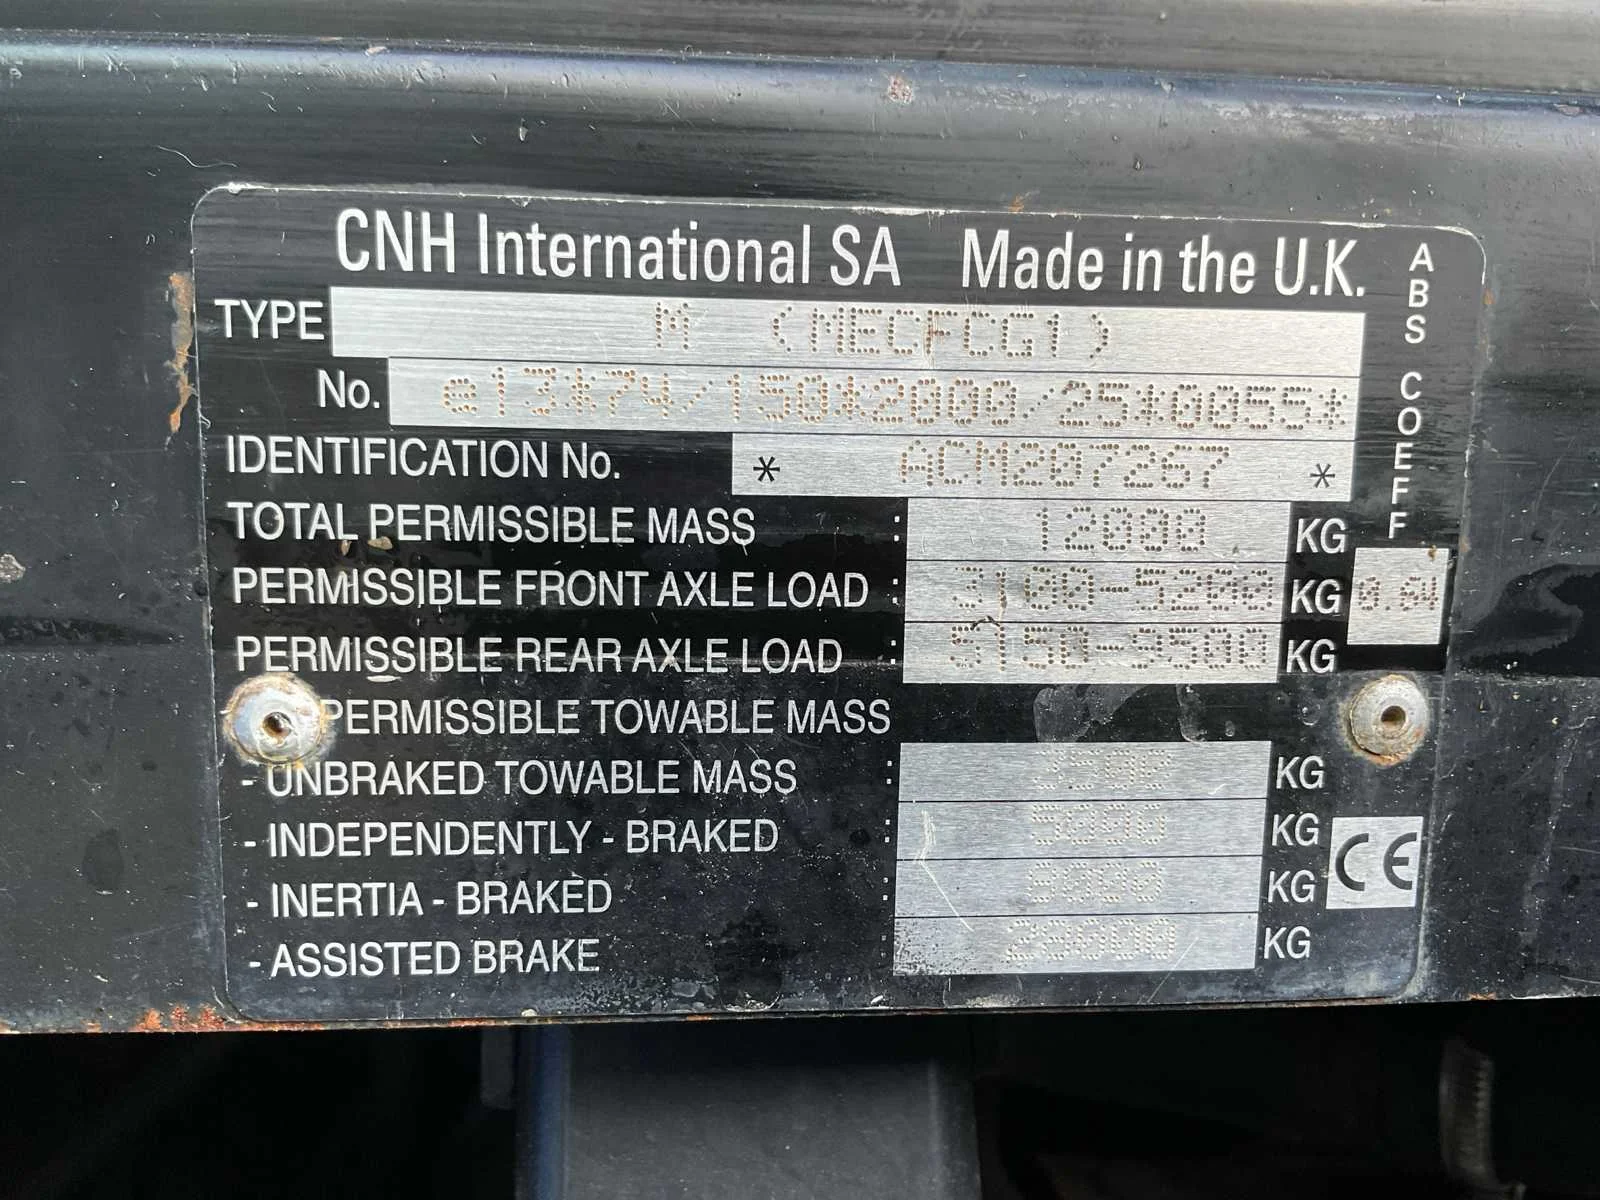 CNH International SA Made in the U.K.
TYPE M (MECFCG1)
No. e13*74/150*2000/25*0055*
IDENTIFICATION No. * ACM207267 *
TOTAL PERMISSIBLE MASS : 12000 KG
PERMISSIBLE FRONT AXLE LOAD : 3100-5200 KG
PERMISSIBLE REAR AXLE LOAD : 5150-9500 KG
PERMISSIBLE TOWABLE MASS
- UNBRAKED TOWABLE MASS : 3500 KG
- INDEPENDENTLY - BRAKED : 5000 KG
- INERTIA - BRAKED : 8000 KG
- ASSISTED BRAKE KG
ABS COEFF
CE